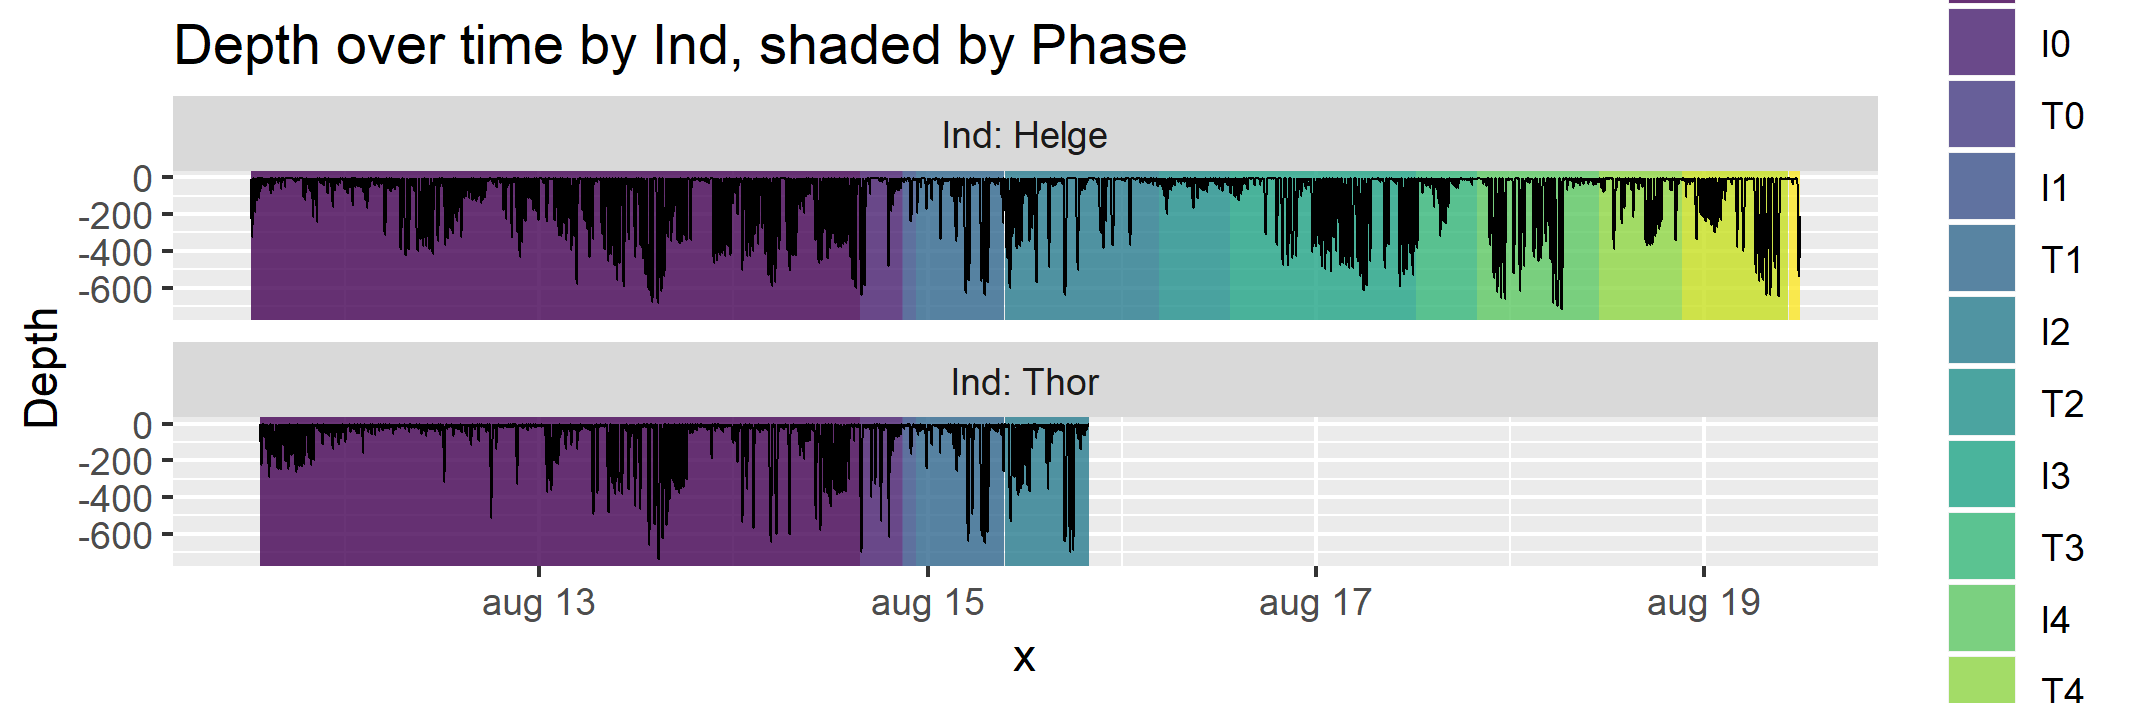 Depth over time by Ind, shaded by Phase
Ind: Helge
0
-200
-400
-600
Ind: Thor
0
-200
-400
-600
aug 13
aug 15
aug 17
aug 19
x
Depth
I0
T0
I1
T1
I2
T2
I3
T3
I4
T4